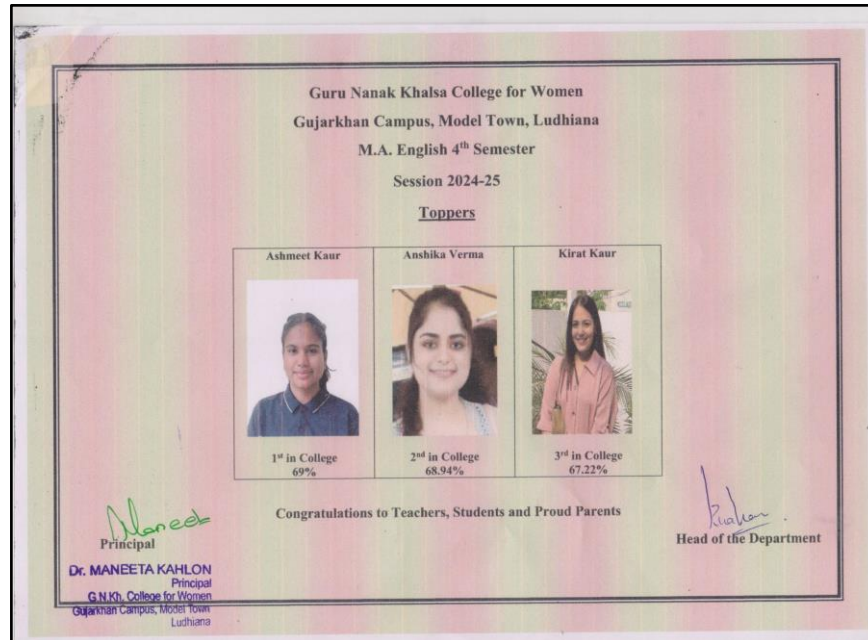 Guru Nanak Khalsa College for Women
Gujarkhan Campus, Model Town, Ludhiana
M.A. English 4th Semester
Session 2024-25
Toppers
Ashmeet Kaur
Anshika Verma
Kirat Kaur
1st in College
69%
2nd in College
68.94%
3rd in College
67.22%
Congratulations to Teachers, Students and Proud Parents
Maneeta
Principal
Head of the Department
Dr. MANEETA KAHLON
Principal
G.N.Kh. College for Women
Gujarkhan Campus, Model Town
Ludhiana